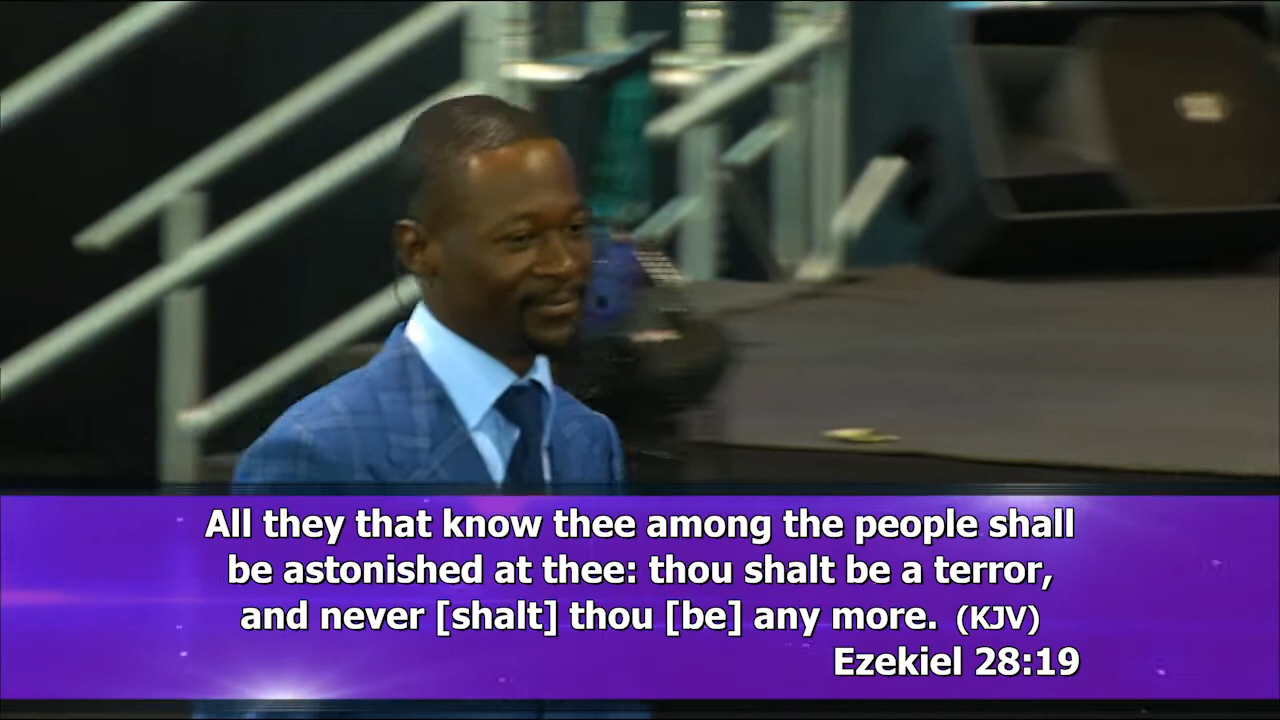 All they that know thee among the people shall
be astonished at thee: thou shalt be a terror,
and never [shalt] thou [be] any more. (KJV)
Ezekiel 28:19